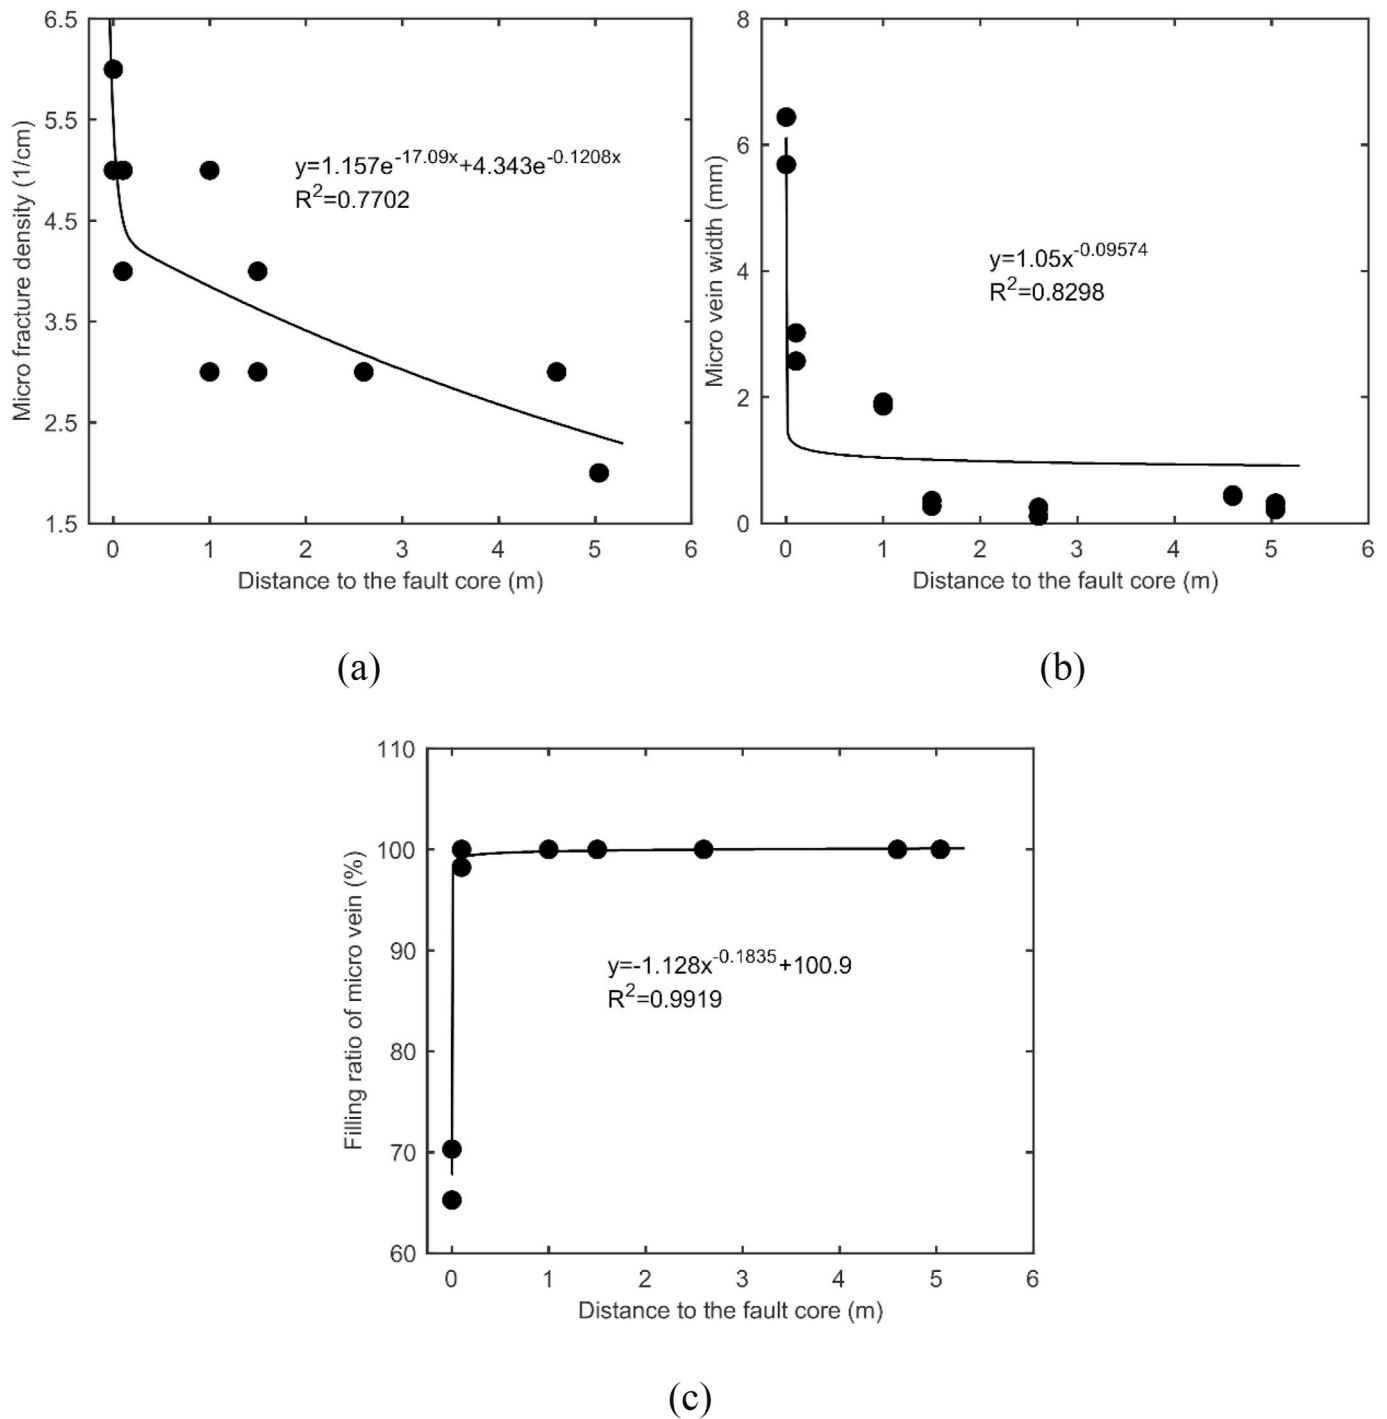 6.5
5.5
4.5
3.5
2.5
1.5
Micro fracture density (1/cm)
y=1.157e^-17.09x+4.343e^-0.1208x
R^2=0.7702
0 1 2 3 4 5 6
Distance to the fault core (m)
(a)
8
6
4
2
0
Micro vein width (mm)
y=1.05x^-0.09574
R^2=0.8298
0 1 2 3 4 5 6
Distance to the fault core (m)
(b)
110
100
90
80
70
60
Filling ratio of micro vein (%)
y=-1.128x^-0.1835+100.9
R^2=0.9919
0 1 2 3 4 5 6
Distance to the fault core (m)
(c)